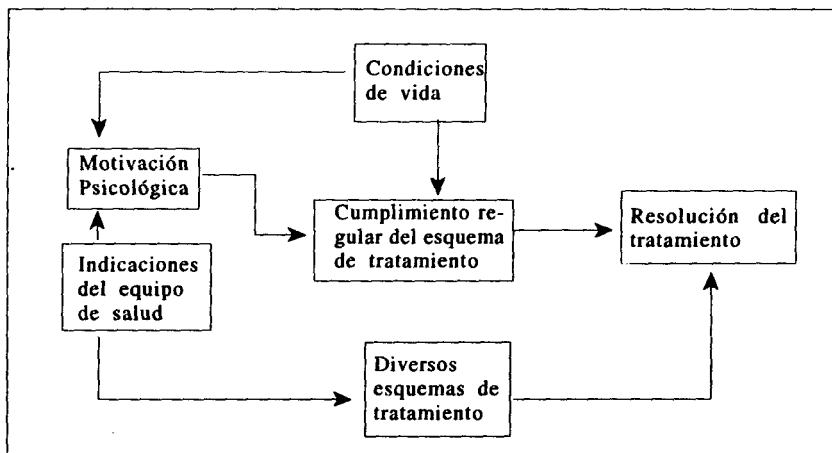 Condiciones
de vida
Motivación
Psicológica
Cumplimiento re-
gular del esquema
de tratamiento
Resolución del
tratamiento
Indicaciones
del equipo
de salud
Diversos
esquemas de
tratamiento